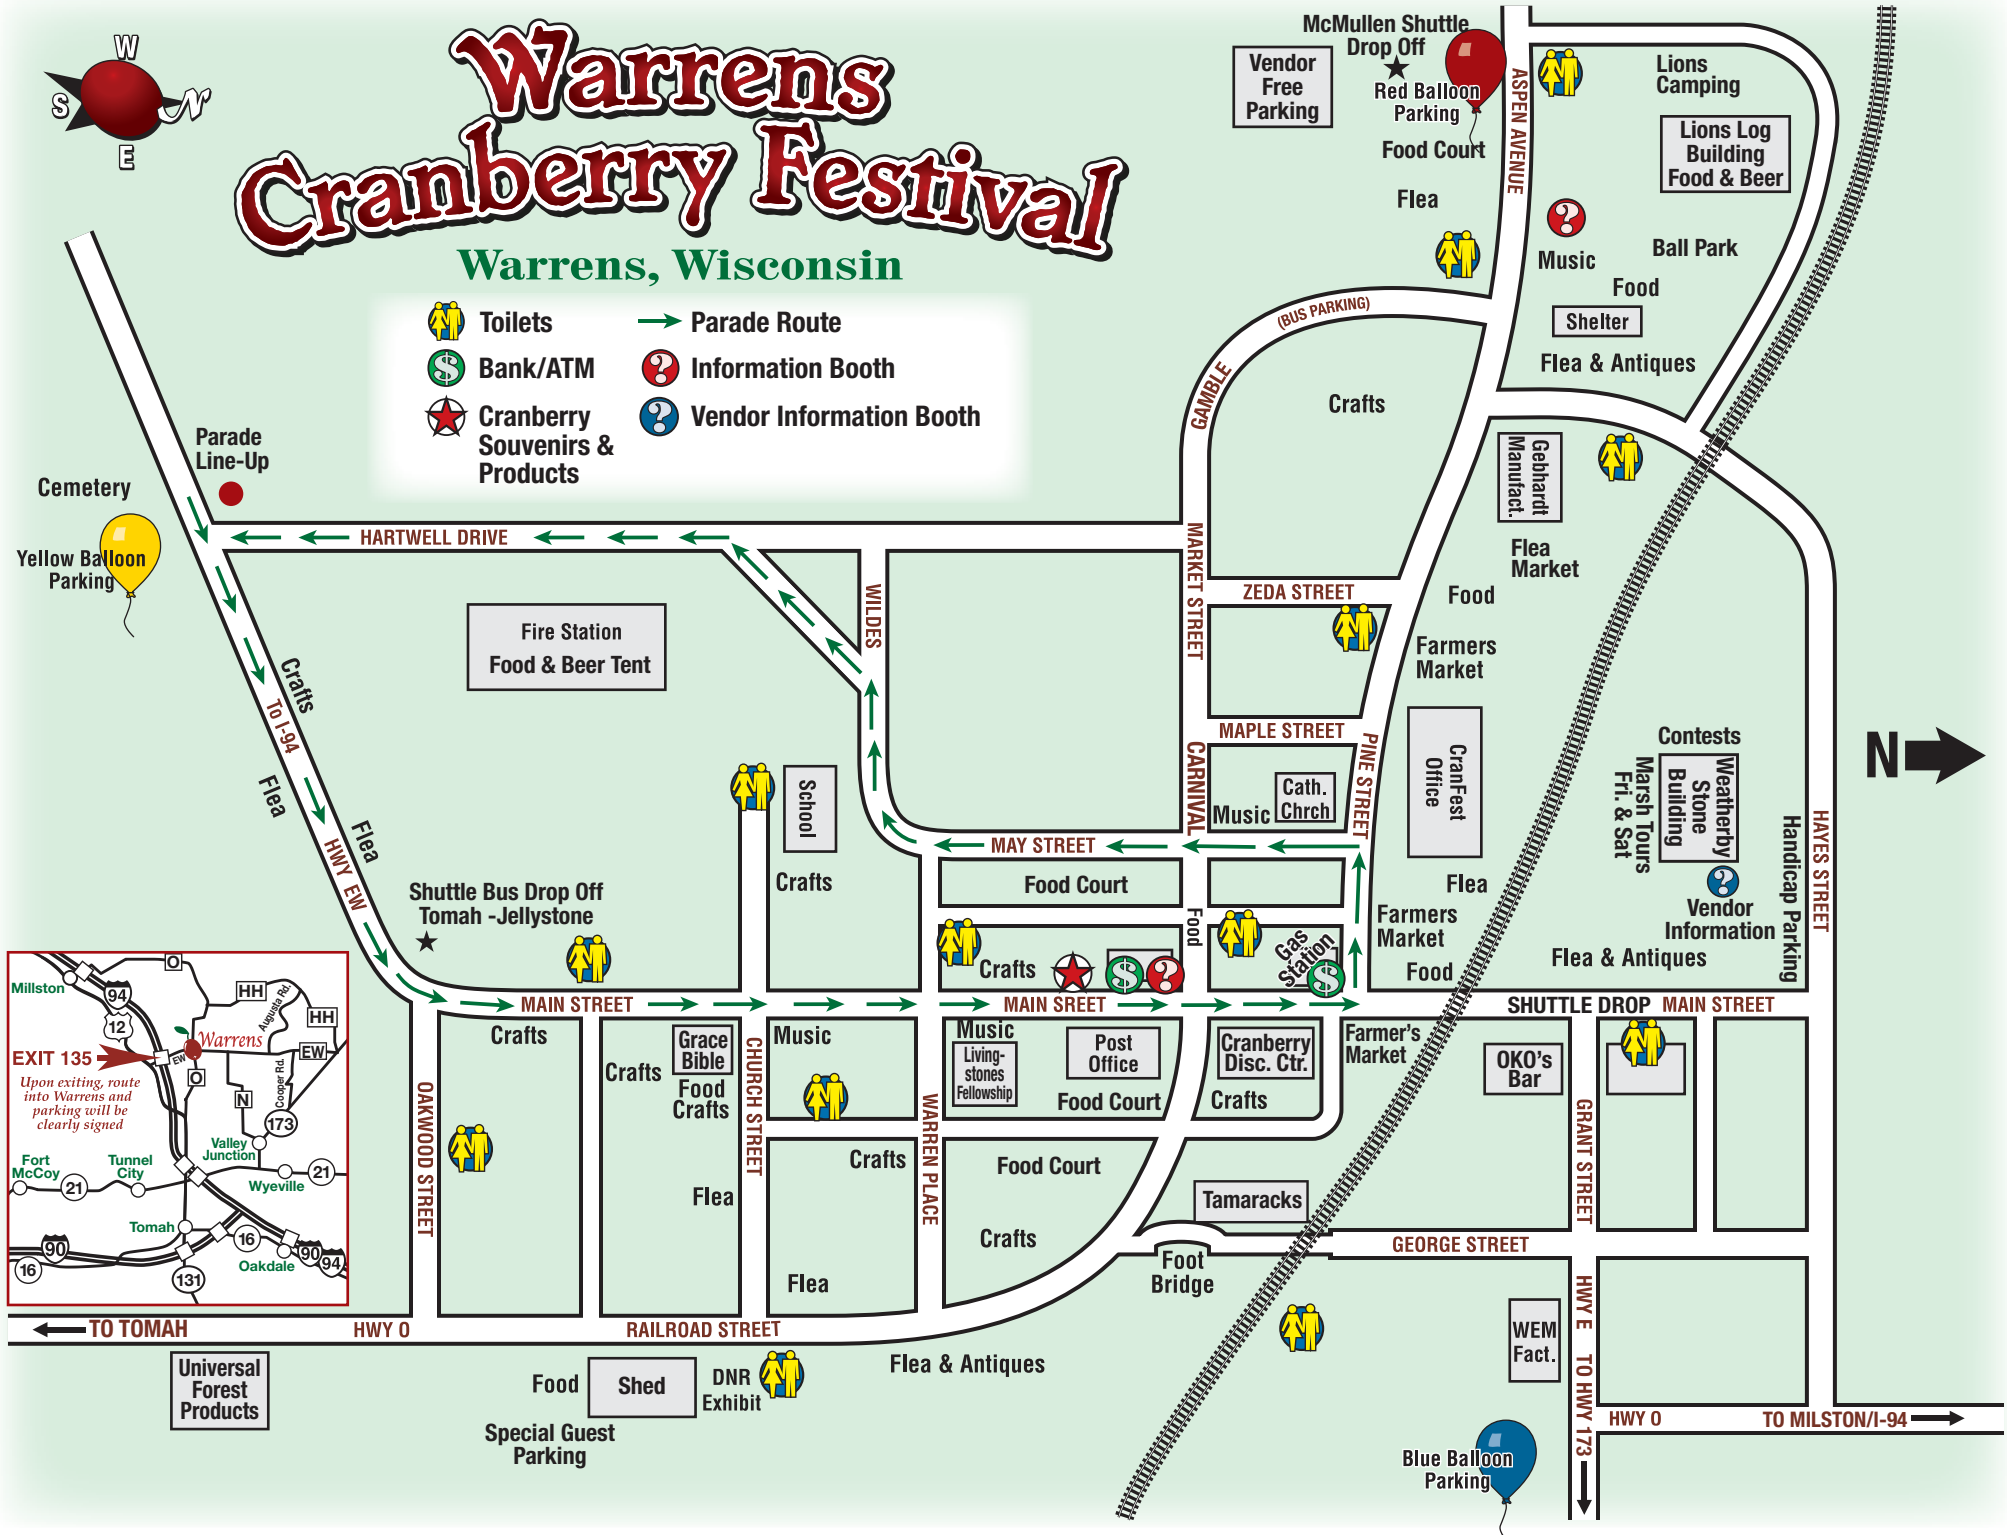 W
S
N
E
Warrens
Cranberry Festival
Warrens, Wisconsin
Toilets
Parade Route
$
Bank/ATM
?
Information Booth
Cranberry
Souvenirs &
Products
?
Vendor Information Booth
McMullen Shuttle
Drop Off
Vendor
Free
Parking
Red Balloon
Parking
Food Court
Flea
ASPEN AVENUE
Lions
Camping
Lions Log
Building
Food & Beer
?
Music
Ball Park
Food
Shelter
Flea & Antiques
(BUS PARKING)
GAMBLE
Crafts
Parade
Line-Up
Cemetery
Yellow Balloon
Parking
HARTWELL DRIVE
WILDES
MARKET STREET
ZEDA STREET
Gebhardt
Manufact.
Flea
Market
Food
Farmers
Market
Fire Station
Food & Beer Tent
Crafts
To I-94
Flea
Flea
HWY EW
MAPLE STREET
CARNIVAL
PINE STREET
CranFest
Office
Contests
Weatherby
Stone
Building
Marsh Tours
Fri. & Sat
N
School
Music
Cath.
Chrch
MAY STREET
Handicap Parking
HAYES STREET
Crafts
Food Court
Flea
?
Vendor
Information
Shuttle Bus Drop Off
Tomah -Jellystone
Food
Farmers
Market
Gas
Station
$
Flea & Antiques
Crafts
$
?
Food
MAIN STREET
MAIN SREET
SHUTTLE DROP
MAIN STREET
Crafts
Grace
Bible
Music
Music
Post
Office
Cranberry
Disc. Ctr.
Farmer's
Market
OKO's
Bar
Crafts
Food
Crafts
CHURCH STREET
Living-
stones
Fellowship
Food Court
Crafts
OAKWOOD STREET
WARREN PLACE
GRANT STREET
Crafts
Food Court
Flea
Tamaracks
Crafts
GEORGE STREET
Foot
Bridge
Flea
HWY E
TO HWY 173
WEM
Fact.
TO TOMAH
HWY O
RAILROAD STREET
Universal
Forest
Products
Food
Shed
DNR
Exhibit
Flea & Antiques
Special Guest
Parking
HWY O
TO MILSTON/I-94
Blue Balloon
Parking
O
Millston
94
HH
Augusta Rd.
12
HH
Warrens
EXIT 135
EW
EW
Upon exiting, route
into Warrens and
parking will be
clearly signed
O
N
Cooper Rd.
173
Valley
Junction
Fort
McCoy
Tunnel
City
21
21
Wyeville
Tomah
16
90
90
94
16
Oakdale
131